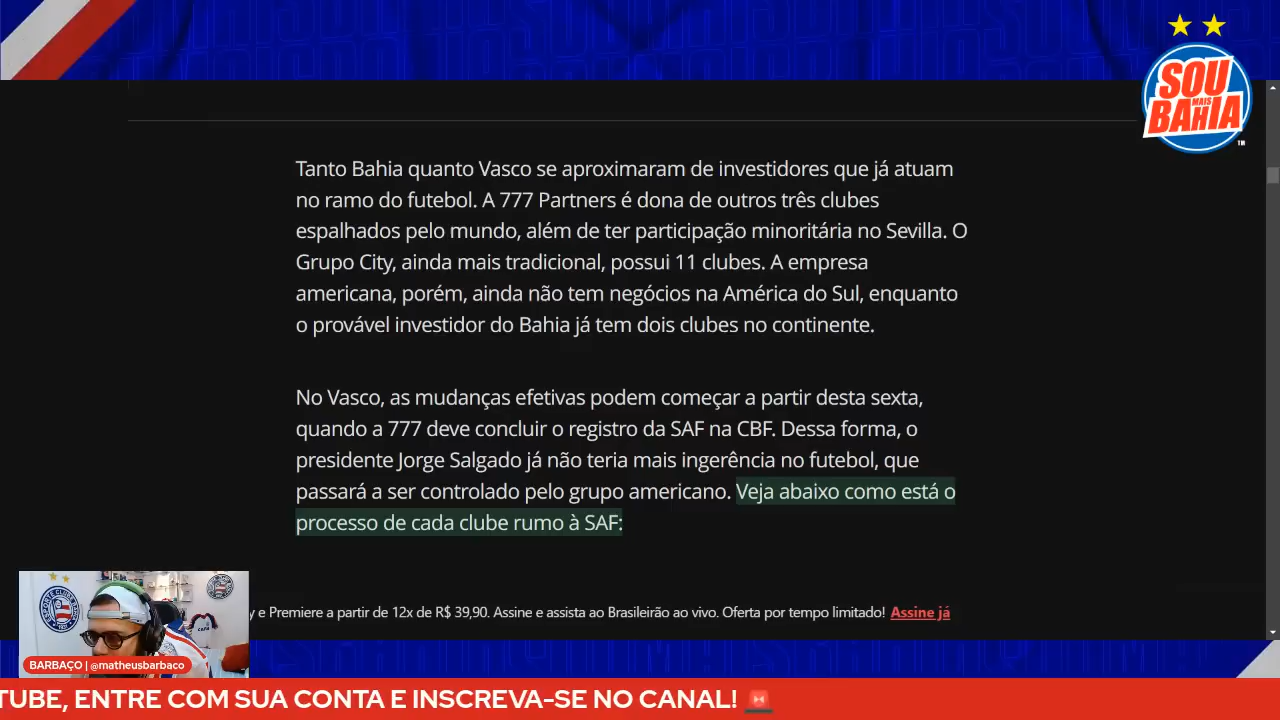 SOU
MAIS
BAHIA
™
Tanto Bahia quanto Vasco se aproximaram de investidores que já atuam
no ramo do futebol. A 777 Partners é dona de outros três clubes
espalhados pelo mundo, além de ter participação minoritária no Sevilla. O
Grupo City, ainda mais tradicional, possui 11 clubes. A empresa
americana, porém, ainda não tem negócios na América do Sul, enquanto
o provável investidor do Bahia já tem dois clubes no continente.
No Vasco, as mudanças efetivas podem começar a partir desta sexta,
quando a 777 deve concluir o registro da SAF na CBF. Dessa forma, o
presidente Jorge Salgado já não teria mais ingerência no futebol, que
passará a ser controlado pelo grupo americano. Veja abaixo como está o
processo de cada clube rumo à SAF:
y e Premiere a partir de 12x de R$ 39,90. Assine e assista ao Brasileirão ao vivo. Oferta por tempo limitado! Assine já
BARBAÇO | @matheusbarbaco
TUBE, ENTRE COM SUA CONTA E INSCREVA-SE NO CANAL! 🚨